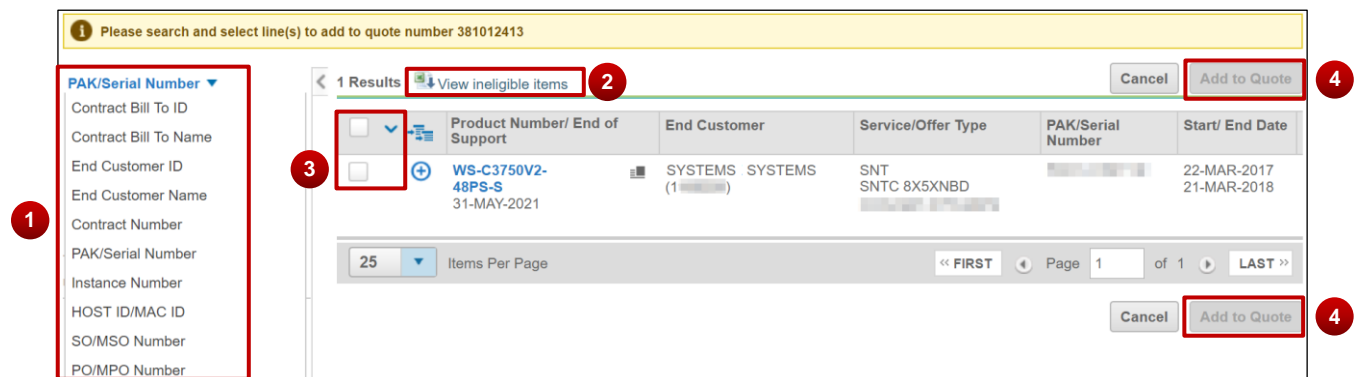 Please search and select line(s) to add to quote number 381012413
PAK/Serial Number
Contract Bill To ID
Contract Bill To Name
End Customer ID
End Customer Name
Contract Number
PAK/Serial Number
Instance Number
HOST ID/MAC ID
SO/MSO Number
PO/MPO Number
1
1 Results View ineligible items
2
Cancel Add to Quote
4
Product Number/ End of Support
End Customer
Service/Offer Type
PAK/Serial Number
Start/ End Date
3
WS-C3750V2-
48PS-S
31-MAY-2021
SYSTEMS SYSTEMS
(1 )
SNT
SNTC 8X5XNBD
22-MAR-2017
21-MAR-2018
25 Items Per Page
FIRST Page 1 of 1 LAST
Cancel Add to Quote
4